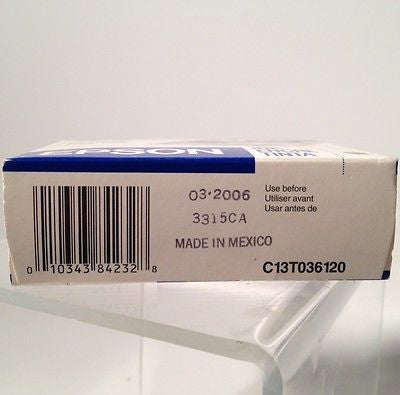 EPSON
TINTA
03·2006
3315CA
MADE IN MEXICO
Use before
Utiliser avant
Usar antes de
0 10343 84232 8
C13T036120